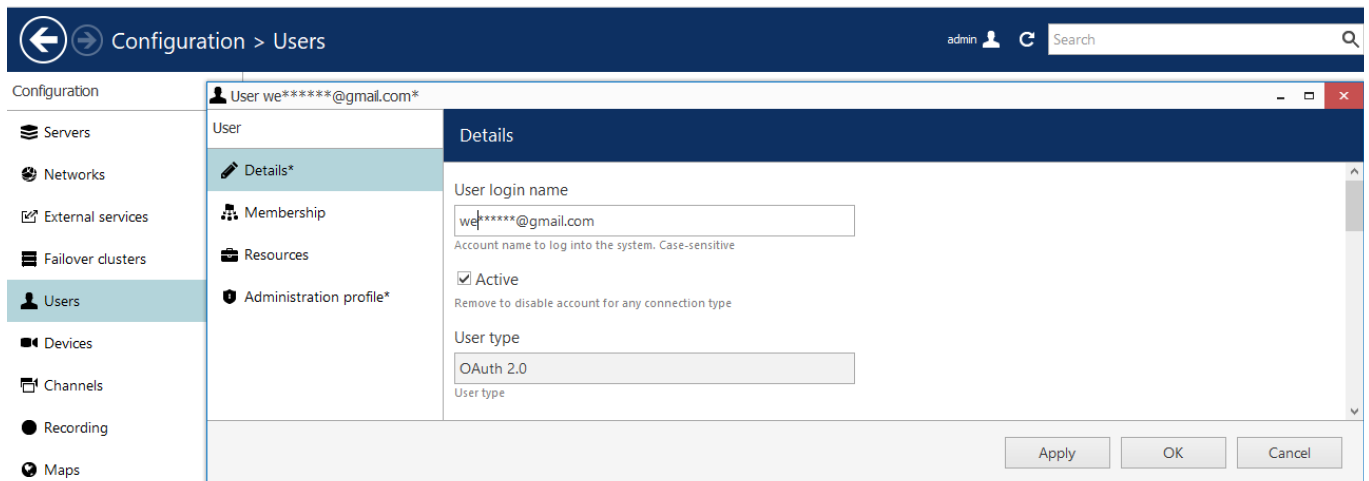 Configuration > Users
admin
Search
Configuration
Servers
Networks
External services
Failover clusters
Users
Devices
Channels
Recording
Maps
User we******@gmail.com*
User
Details*
Membership
Resources
Administration profile*
Details
User login name
we******@gmail.com
Account name to log into the system. Case-sensitive
Active
Remove to disable account for any connection type
User type
OAuth 2.0
User type
Apply OK Cancel